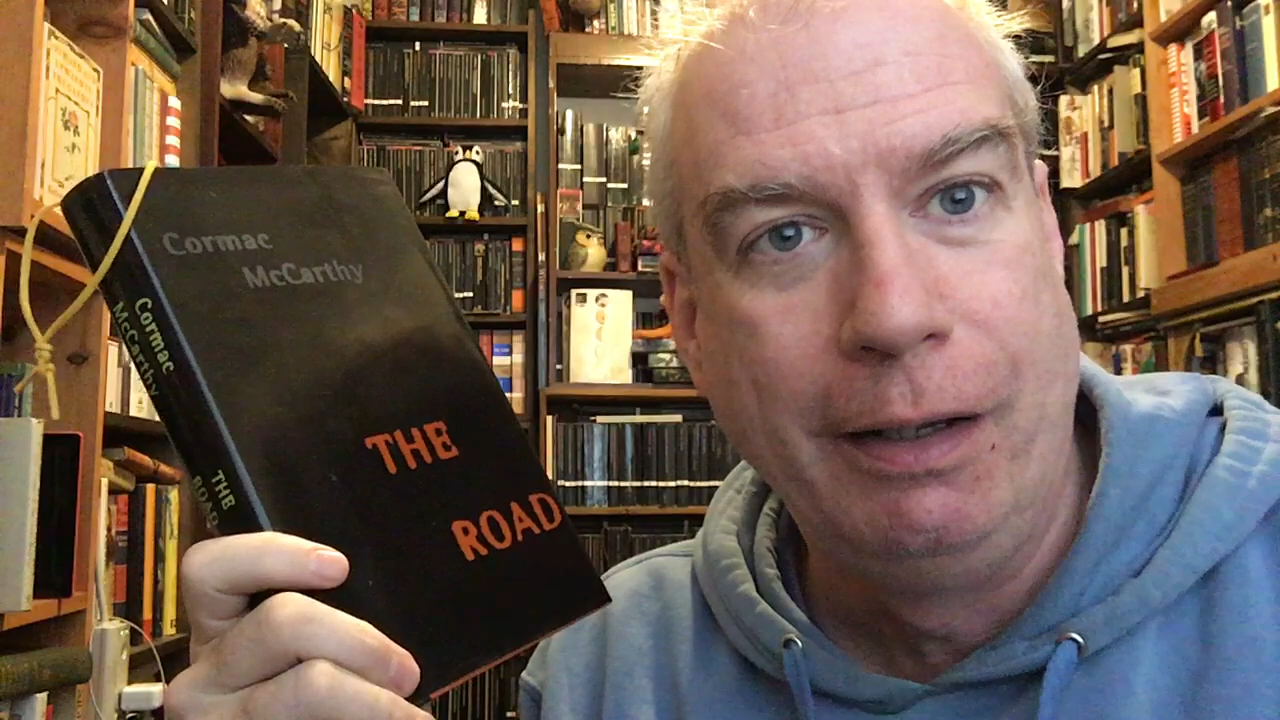 Cormac
McCarthy
THE
ROAD
Cormac
McCarthy
THE
ROAD